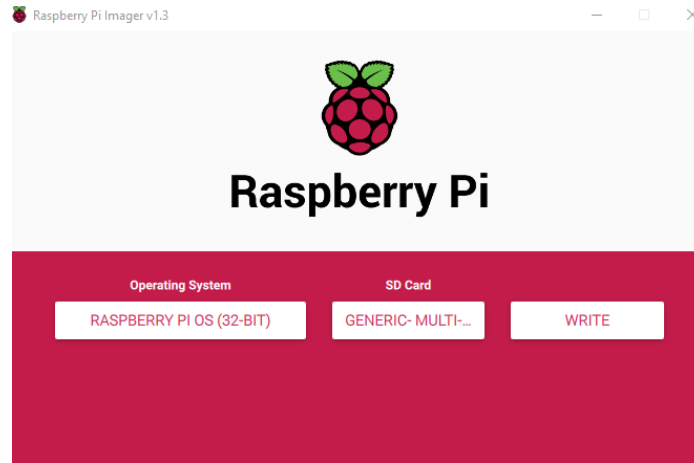 Raspberry Pi Imager v1.3
Raspberry Pi
Operating System
SD Card
RASPBERRY PI OS (32-BIT)
GENERIC- MULTI-...
WRITE